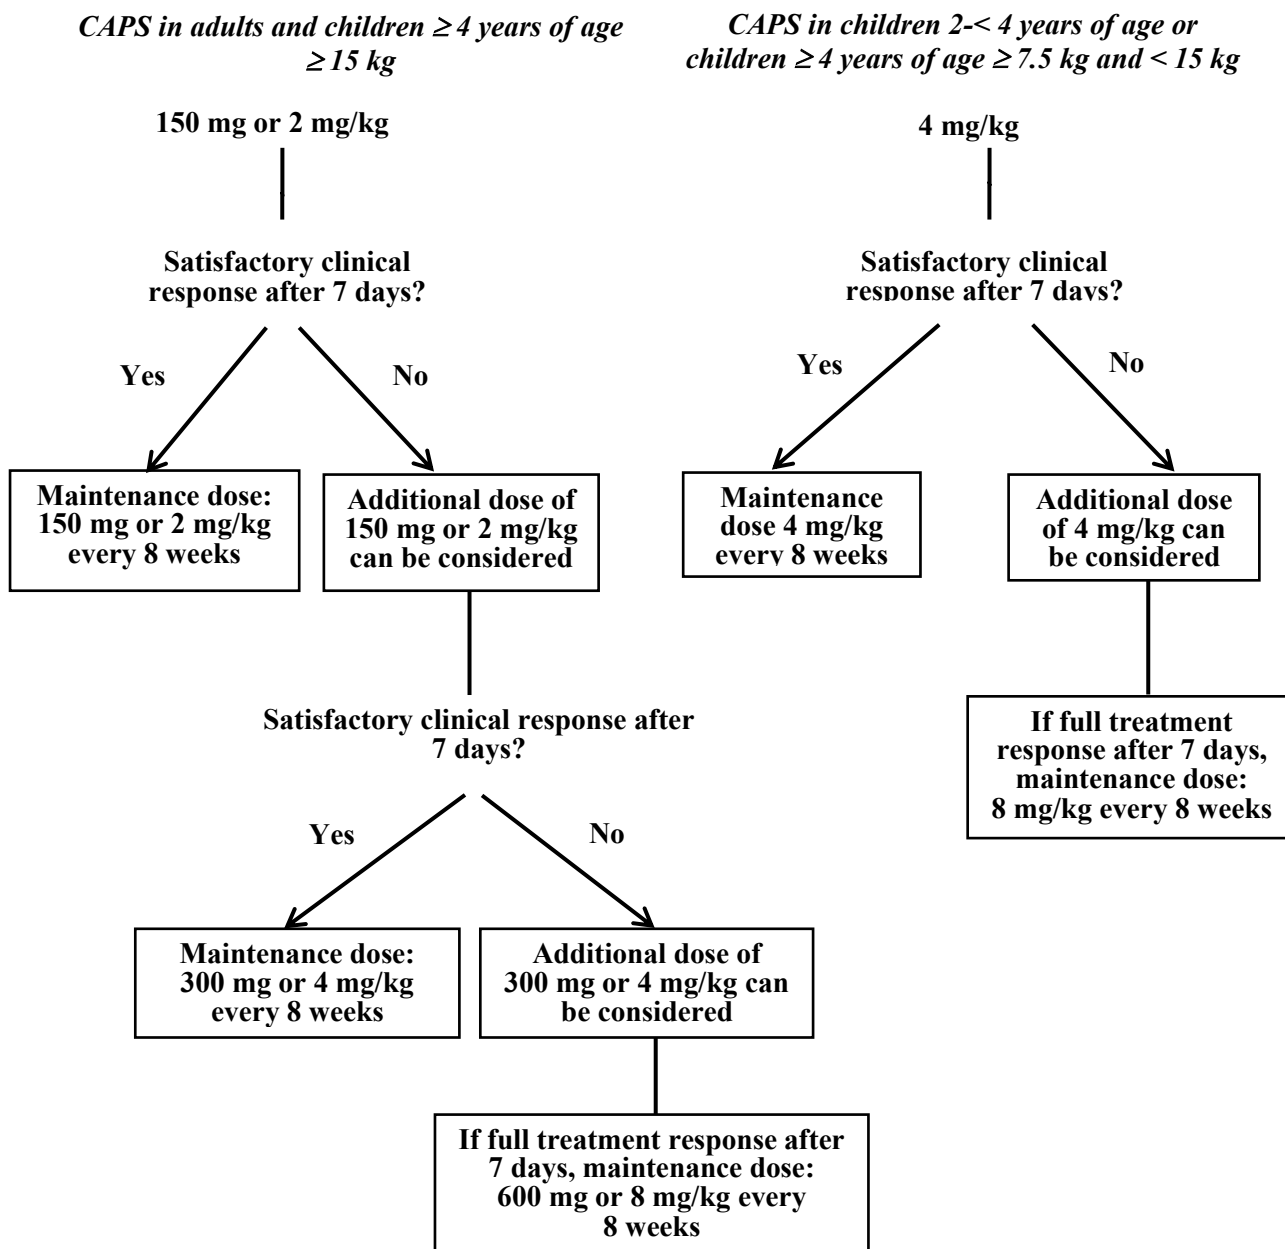 CAPS in adults and children ≥ 4 years of age
≥ 15 kg
150 mg or 2 mg/kg
Satisfactory clinical
response after 7 days?
Yes
No
Maintenance dose:
150 mg or 2 mg/kg
every 8 weeks
Additional dose of
150 mg or 2 mg/kg
can be considered
Satisfactory clinical response after
7 days?
Yes
No
Maintenance dose:
300 mg or 4 mg/kg
every 8 weeks
Additional dose of
300 mg or 4 mg/kg can
be considered
If full treatment response after
7 days, maintenance dose:
600 mg or 8 mg/kg every
8 weeks
CAPS in children 2-< 4 years of age or
children ≥ 4 years of age ≥ 7.5 kg and < 15 kg
4 mg/kg
Satisfactory clinical
response after 7 days?
Yes
No
Maintenance
dose 4 mg/kg
every 8 weeks
Additional dose
of 4 mg/kg can
be considered
If full treatment
response after 7 days,
maintenance dose:
8 mg/kg every 8 weeks